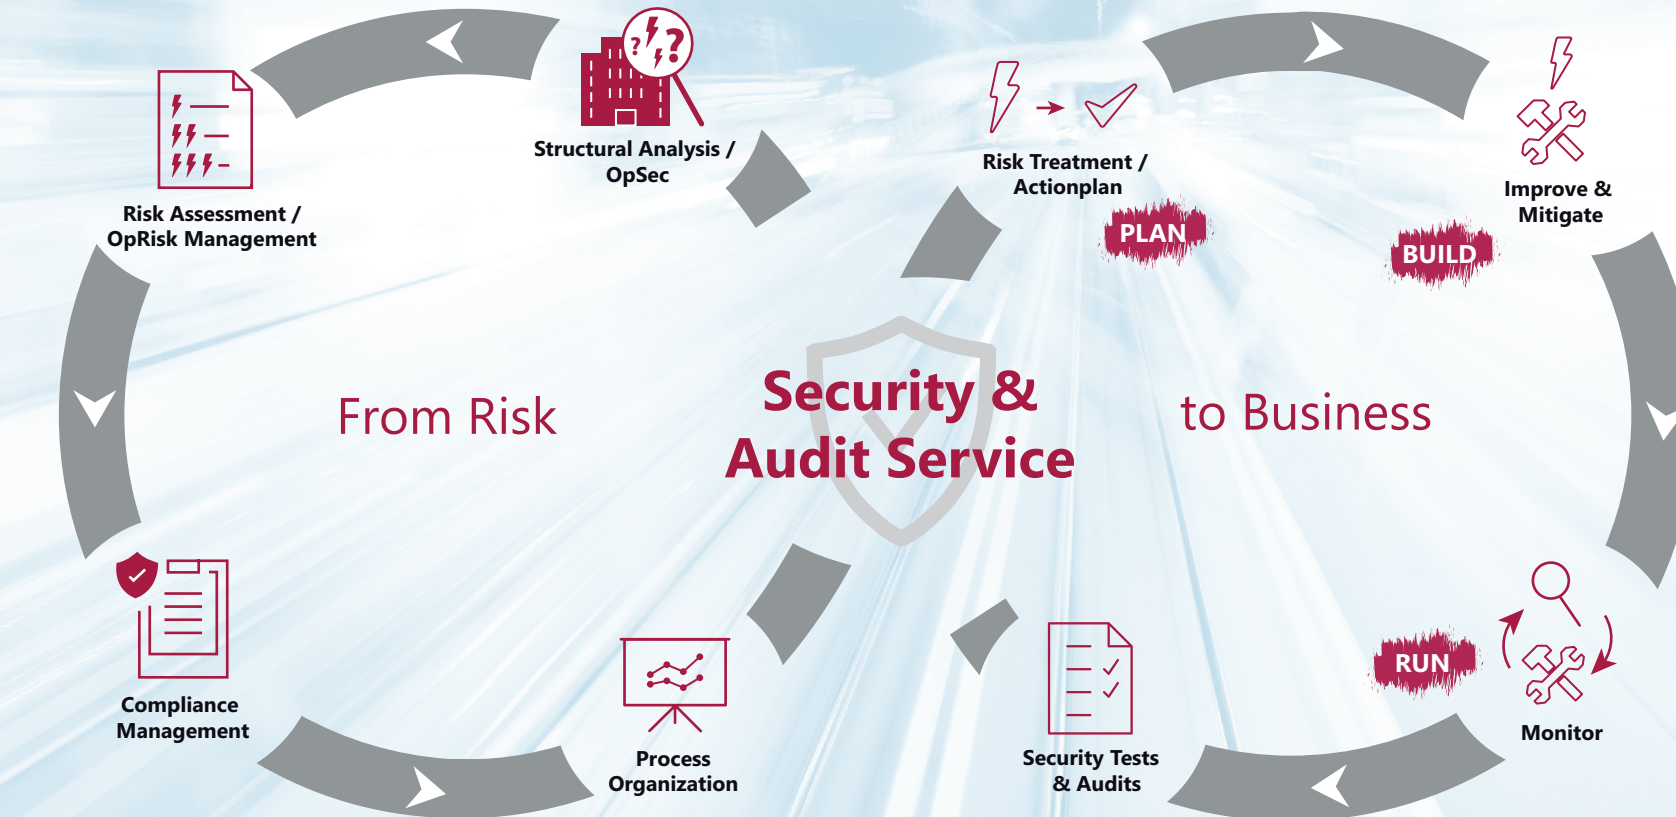 Structural Analysis /
OpSec
Risk Assessment /
OpRisk Management
Compliance
Management
Process
Organization
From Risk
Security &
Audit Service
to Business
Risk Treatment /
Actionplan
PLAN
Improve &
Mitigate
BUILD
Monitor
RUN
Security Tests
& Audits
? ?